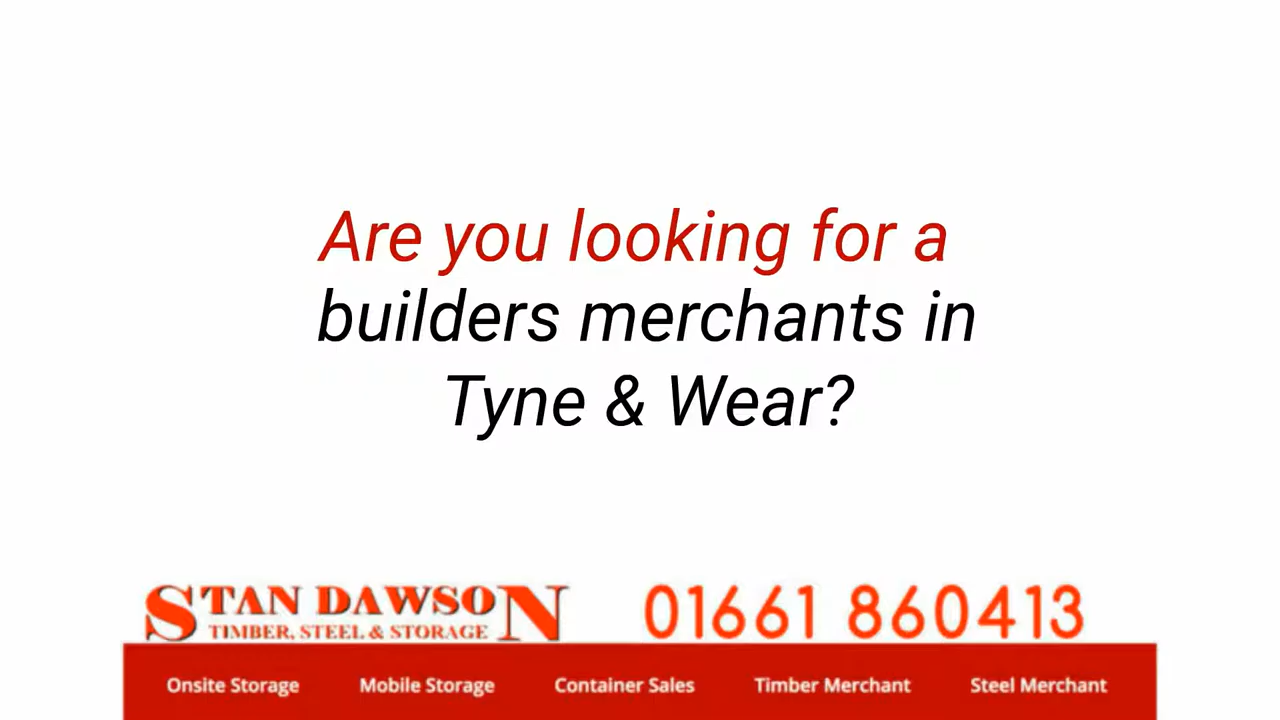 Are you looking for a
builders merchants in
Tyne & Wear?
STAN DAWSON
TIMBER, STEEL & STORAGE
01661 860413
Onsite Storage Mobile Storage Container Sales Timber Merchant Steel Merchant